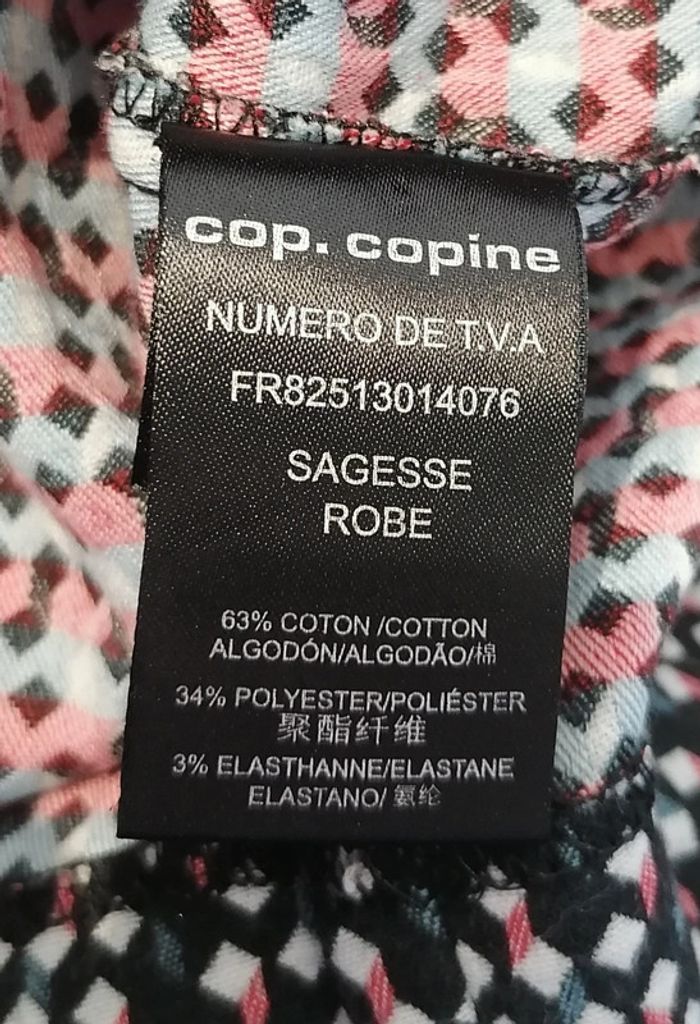 cop. copine
NUMERO DE T.V.A
FR82513014076
SAGESSE
ROBE
63% COTON /COTTON
ALGODÓN/ALGODÃO/棉
34% POLYESTER/POLIÉSTER
聚酯纤维
3% ELASTHANNE/ELASTANE
ELASTANO/ 氨纶